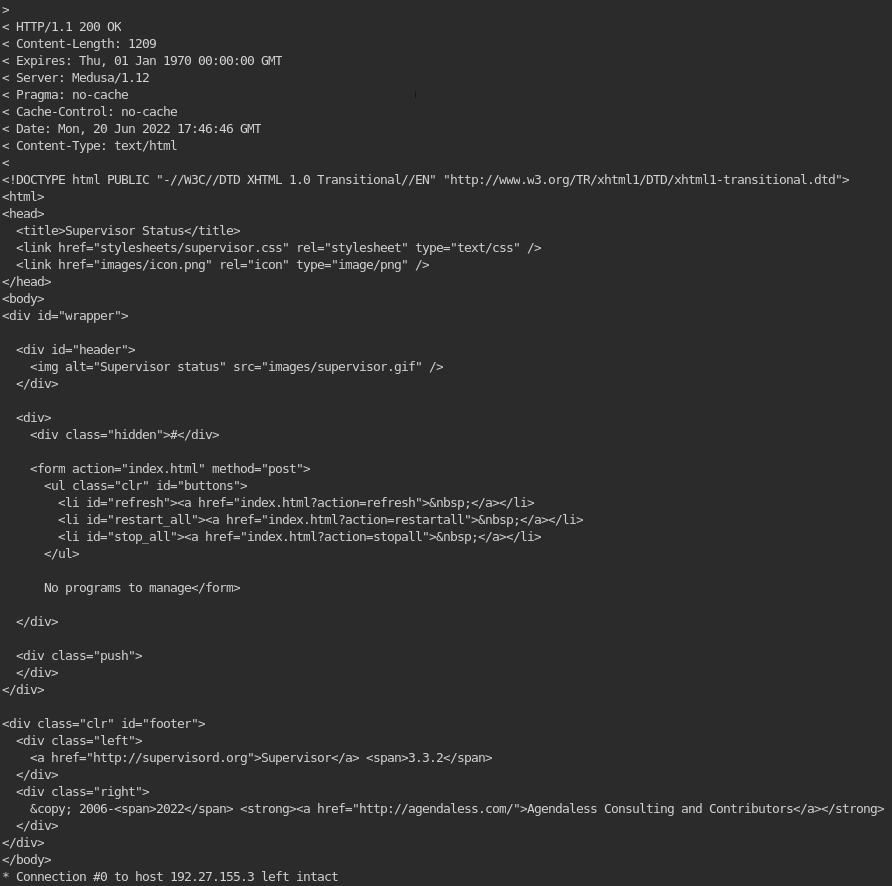 >
< HTTP/1.1 200 OK
< Content-Length: 1209
< Expires: Thu, 01 Jan 1970 00:00:00 GMT
< Server: Medusa/1.12
< Pragma: no-cache
< Cache-Control: no-cache
< Date: Mon, 20 Jun 2022 17:46:46 GMT
< Content-Type: text/html
<
<!DOCTYPE html PUBLIC "-//W3C//DTD XHTML 1.0 Transitional//EN" "http://www.w3.org/TR/xhtml1/DTD/xhtml1-transitional.dtd">
<html>
<head>
  <title>Supervisor Status</title>
  <link href="stylesheets/supervisor.css" rel="stylesheet" type="text/css" />
  <link href="images/icon.png" rel="icon" type="image/png" />
</head>
<body>
<div id="wrapper">

  <div id="header">
    <img alt="Supervisor status" src="images/supervisor.gif" />
  </div>

  <div>
    <div class="hidden">#</div>

    <form action="index.html" method="post">
      <ul class="clr" id="buttons">
        <li id="refresh"><a href="index.html?action=refresh">&nbsp;</a></li>
        <li id="restart_all"><a href="index.html?action=restartall">&nbsp;</a></li>
        <li id="stop_all"><a href="index.html?action=stopall">&nbsp;</a></li>
      </ul>

      No programs to manage</form>

  </div>

  <div class="push">
  </div>
</div>

<div class="clr" id="footer">
  <div class="left">
    <a href="http://supervisord.org">Supervisor</a> <span>3.3.2</span>
  </div>
  <div class="right">
    &copy; 2006-<span>2022</span> <strong><a href="http://agendaless.com/">Agendaless Consulting and Contributors</a></strong>
  </div>
</div>
</body>
* Connection #0 to host 192.27.155.3 left intact